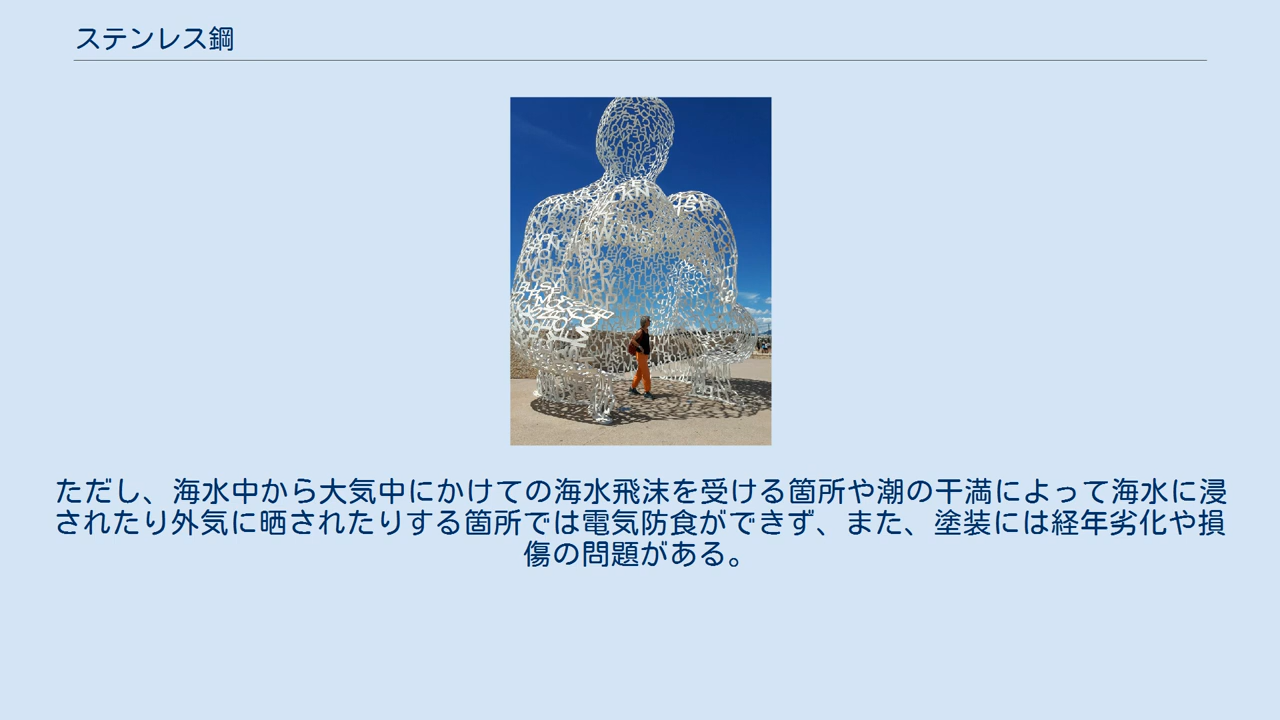 ステンレス鋼
ただし、海水中から大気中にかけての海水飛沫を受ける箇所や潮の干満によって海水に浸
されたり外気に晒されたりする箇所では電気防食ができず、また、塗装には経年劣化や損
傷の問題がある。